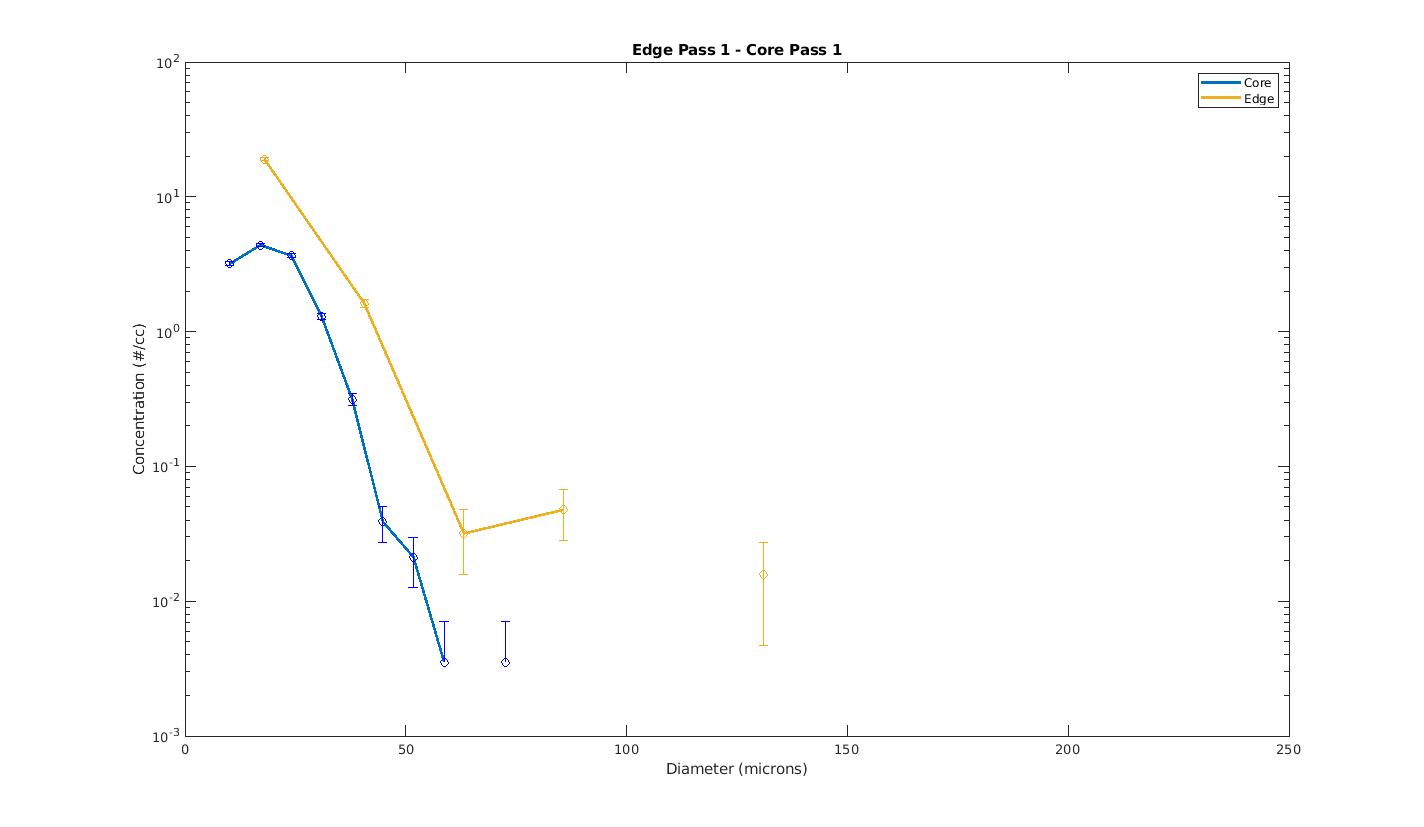 Edge Pass 1 - Core Pass 1
10^2
10^1
10^0
10^-1
10^-2
10^-3
Concentration (#/cc)
Core
Edge
0 50 100 150 200 250
Diameter (microns)